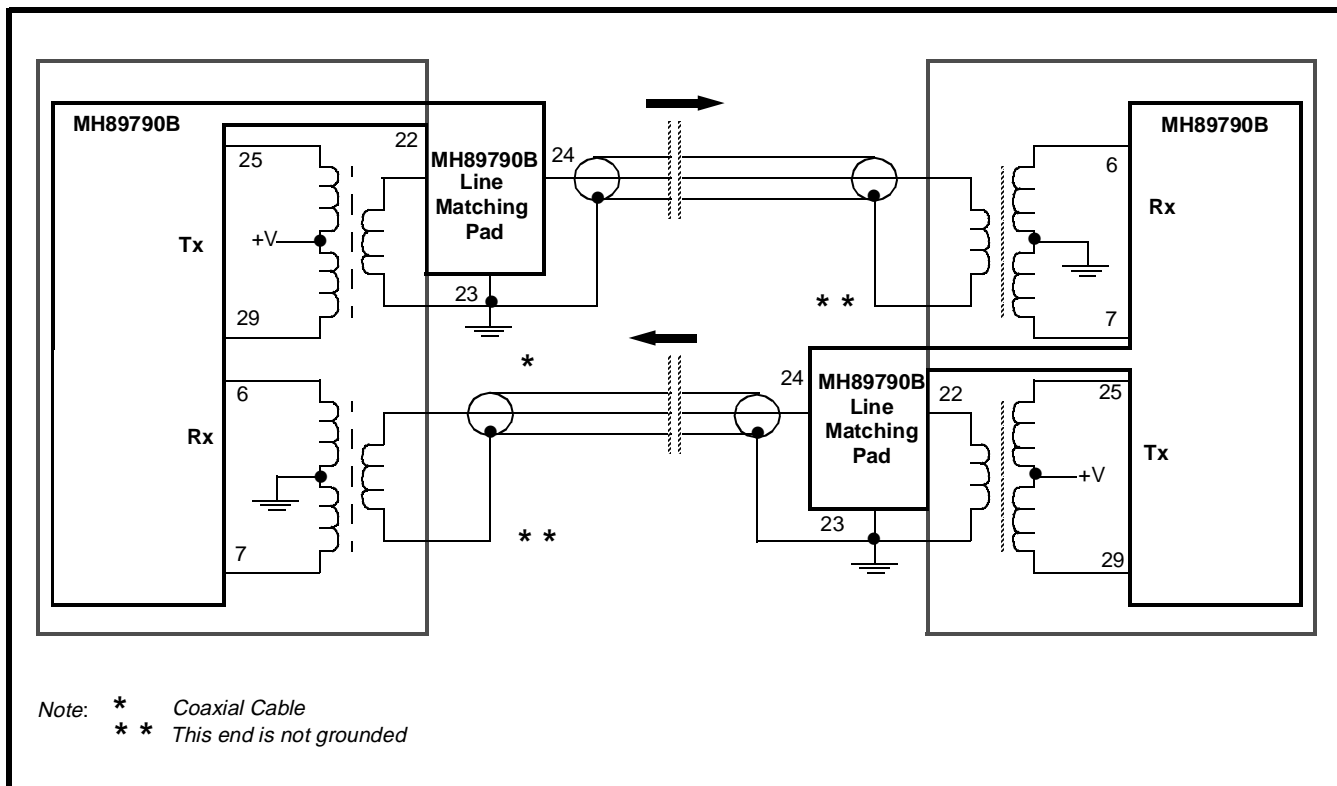 MH89790B
MH89790B
22
25
MH89790B
Line
Matching
Pad
24
6
Tx
+V
Rx
23
29
* *
7
*
6
24
MH89790B
Line
Matching
Pad
22
25
Rx
Tx
+V
7
* *
23
29
Note: * Coaxial Cable
* * This end is not grounded